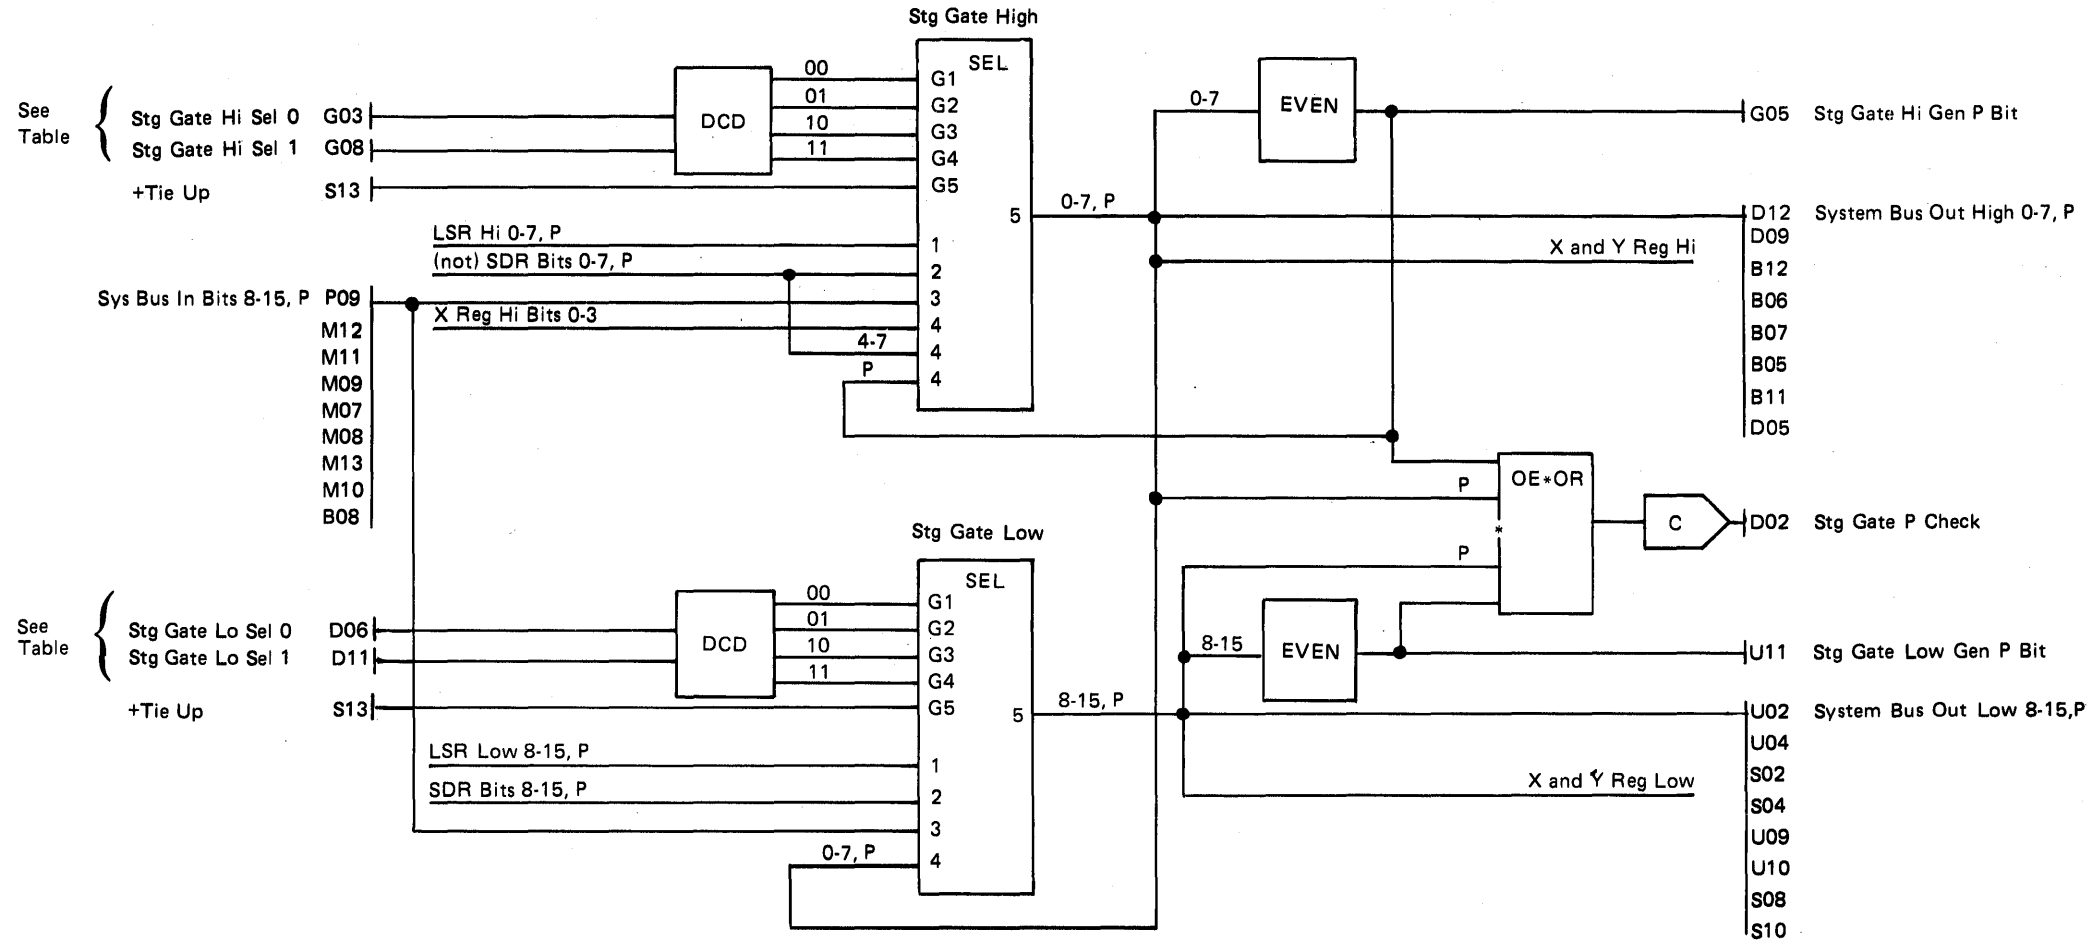 Stg Gate High
SEL
See
Table
Stg Gate Hi Sel 0 G03
Stg Gate Hi Sel 1 G08
+Tie Up S13
DCD
00
01
10
11
G1
G2
G3
G4
G5
5
LSR Hi 0-7, P
(not) SDR Bits 0-7, P
Sys Bus In Bits 8-15, P P09
X Reg Hi Bits 0-3
4-7
P
1
2
3
4
4
4
M12
M11
M09
M07
M08
M13
M10
B08
0-7, P
0-7
EVEN
G05 Stg Gate Hi Gen P Bit
D12 System Bus Out High 0-7, P
D09
X and Y Reg Hi
B12
B06
B07
B05
B11
D05
OE*OR
P
*
P
C
D02 Stg Gate P Check
Stg Gate Low
SEL
See
Table
Stg Gate Lo Sel 0 D06
Stg Gate Lo Sel 1 D11
+Tie Up S13
DCD
00
01
10
11
G1
G2
G3
G4
G5
5
LSR Low 8-15, P
SDR Bits 8-15, P
0-7, P
1
2
3
4
8-15, P
8-15
EVEN
U11 Stg Gate Low Gen P Bit
U02 System Bus Out Low 8-15,P
U04
X and Y Reg Low
S02
S04
U09
U10
S08
S10